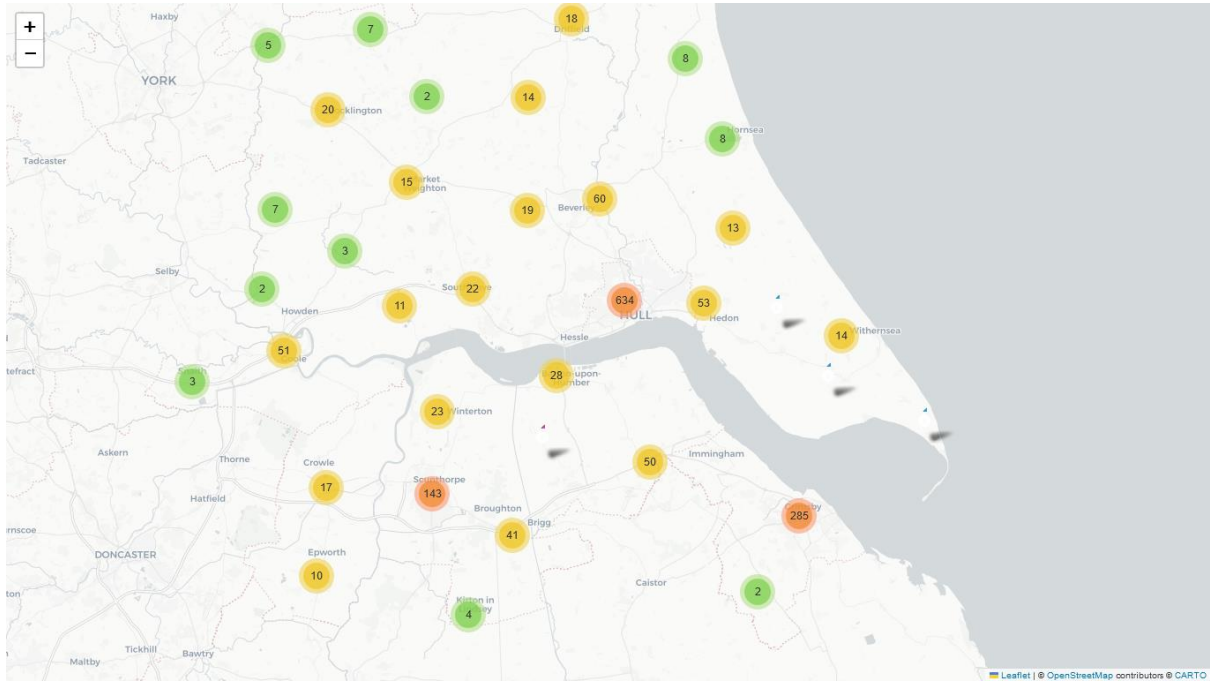 +
−
Haxby
7
18
5
8
YORK
20
2
14
8
Tadcaster
15
Beverley
60
7
19
13
3
Selby
2
22
634
53
11
Howden
HULL
Hedon
Hessle
14
51
28
3
23
Winterton
Askern
Thorne
Crowle
50
Immingham
17
143
Hatfield
Broughton
285
41
Brigg
DONCASTER
Epworth
10
Caistor
2
4
Tickhill
Bawtry
Maltby
Leaflet | © OpenStreetMap contributors © CARTO